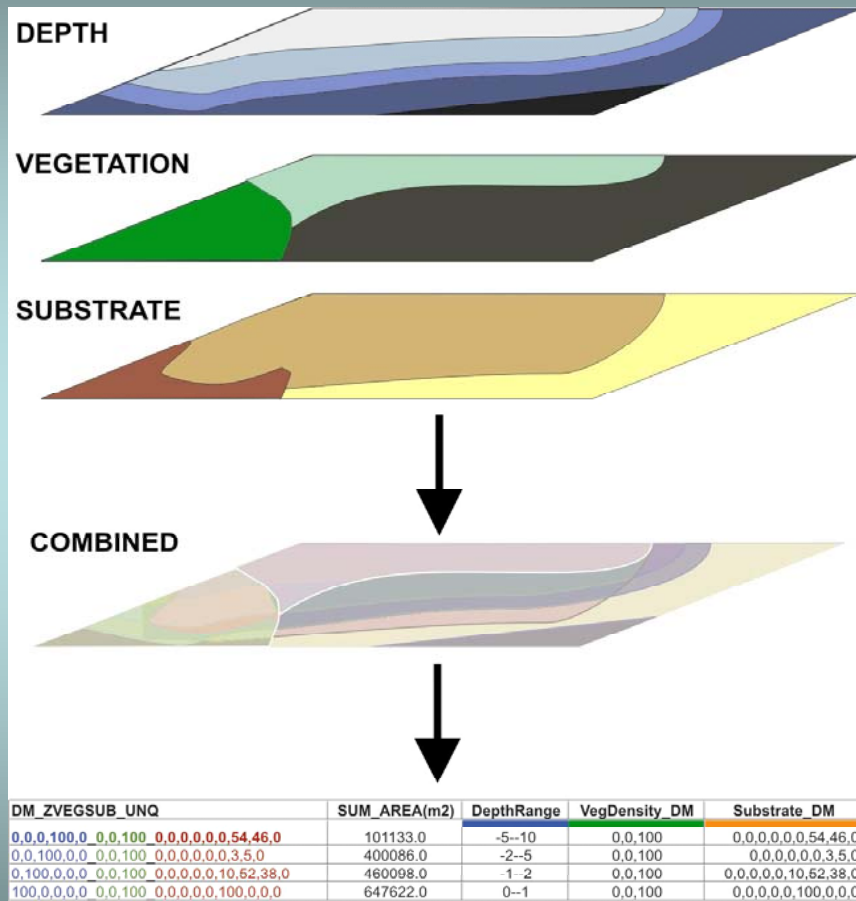 DEPTH
VEGETATION
SUBSTRATE
COMBINED
DM_ZVEGSUB_UNQ SUM_AREA(m2) DepthRange VegDensity_DM Substrate_DM
0,0,0,100,0,0_0,0,100_0,0,0,0,0,0,54,46,0 101133.0 -5--10 0,0,100 0,0,0,0,0,0,54,46,0
0,0,100,0,0,0_0,0,100_0,0,0,0,0,0,3,5,0 400086.0 -2--5 0,0,100 0,0,0,0,0,0,3,5,0
0,100,0,0,0,0_0,0,100_0,0,0,0,0,10,52,38,0 460098.0 -1--2 0,0,100 0,0,0,0,0,10,52,38,0
100,0,0,0,0,0_0,0,100_0,0,0,0,0,100,0,0,0 647622.0 0--1 0,0,100 0,0,0,0,0,100,0,0,0